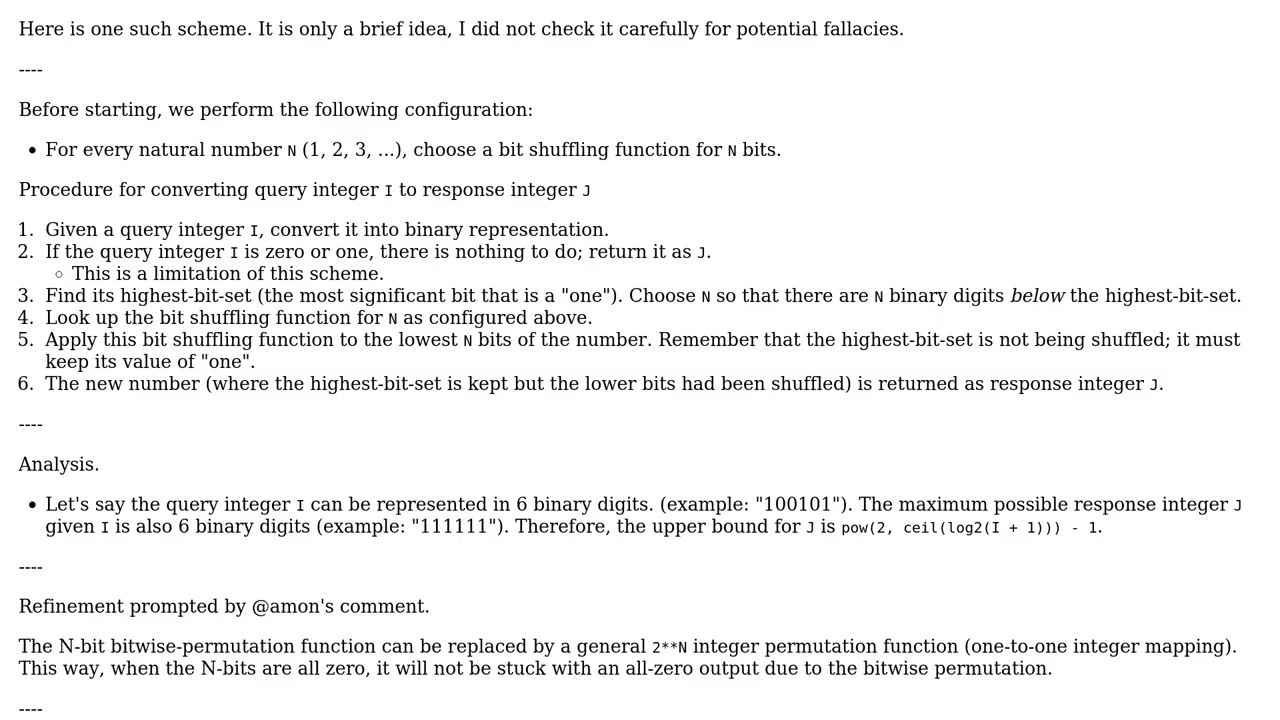 Here is one such scheme. It is only a brief idea, I did not check it carefully for potential fallacies.
----
Before starting, we perform the following configuration:
• For every natural number N (1, 2, 3, ...), choose a bit shuffling function for N bits.
Procedure for converting query integer I to response integer J
1. Given a query integer I, convert it into binary representation.
2. If the query integer I is zero or one, there is nothing to do; return it as J.
◦ This is a limitation of this scheme.
3. Find its highest-bit-set (the most significant bit that is a "one"). Choose N so that there are N binary digits below the highest-bit-set.
4. Look up the bit shuffling function for N as configured above.
5. Apply this bit shuffling function to the lowest N bits of the number. Remember that the highest-bit-set is not being shuffled; it must
keep its value of "one".
6. The new number (where the highest-bit-set is kept but the lower bits had been shuffled) is returned as response integer J.
----
Analysis.
• Let's say the query integer I can be represented in 6 binary digits. (example: "100101"). The maximum possible response integer J
given I is also 6 binary digits (example: "111111"). Therefore, the upper bound for J is pow(2, ceil(log2(I + 1))) - 1.
----
Refinement prompted by @amon's comment.
The N-bit bitwise-permutation function can be replaced by a general 2**N integer permutation function (one-to-one integer mapping).
This way, when the N-bits are all zero, it will not be stuck with an all-zero output due to the bitwise permutation.
----